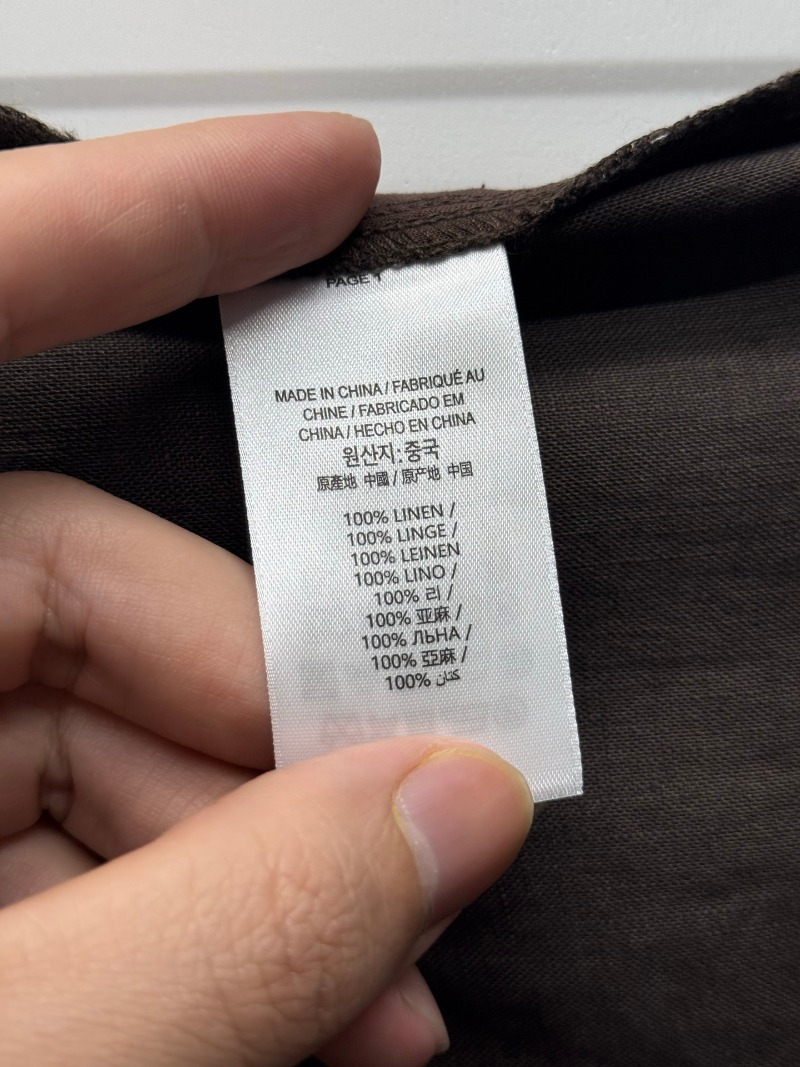 PAGE 1
MADE IN CHINA / FABRIQUÉ AU
CHINE / FABRICADO EM
CHINA / HECHO EN CHINA
원산지:중국
原產地 中國 / 原产地 中国
100% LINEN /
100% LINGE /
100% LEINEN
100% LINO /
100% 리 /
100% 亚麻 /
100% ЛЬНА /
100% 亞麻 /
100% كتان